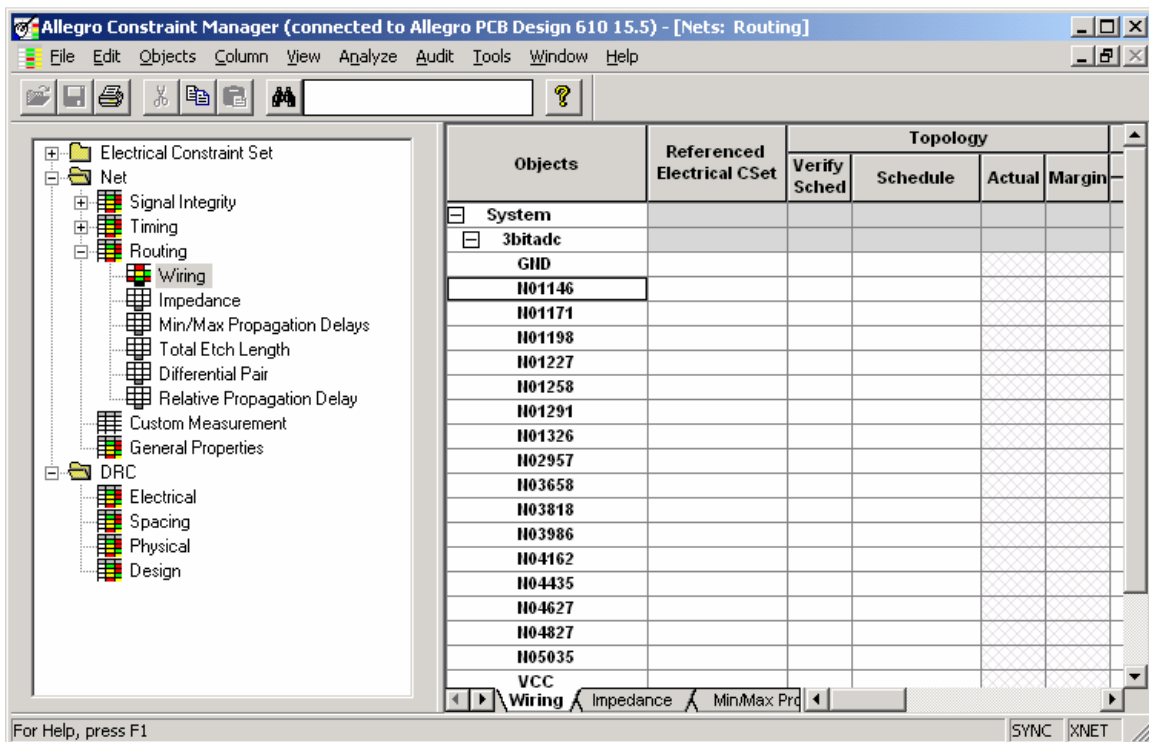 Allegro Constraint Manager (connected to Allegro PCB Design 610 15.5) - [Nets: Routing]
File Edit Objects Column View Analyze Audit Tools Window Help
Electrical Constraint Set
Net
Signal Integrity
Timing
Routing
Wiring
Impedance
Min/Max Propagation Delays
Total Etch Length
Differential Pair
Relative Propagation Delay
Custom Measurement
General Properties
DRC
Electrical
Spacing
Physical
Design
Objects
Referenced
Electrical CSet
Topology
Verify
Sched
Schedule
Actual
Margin
System
3bitadc
GND
N01146
N01171
N01198
N01227
N01258
N01291
N01326
N02957
N03658
N03818
N03986
N04162
N04435
N04627
N04827
N05035
VCC
Wiring Impedance Min/Max Pro
For Help, press F1
SYNC XNET